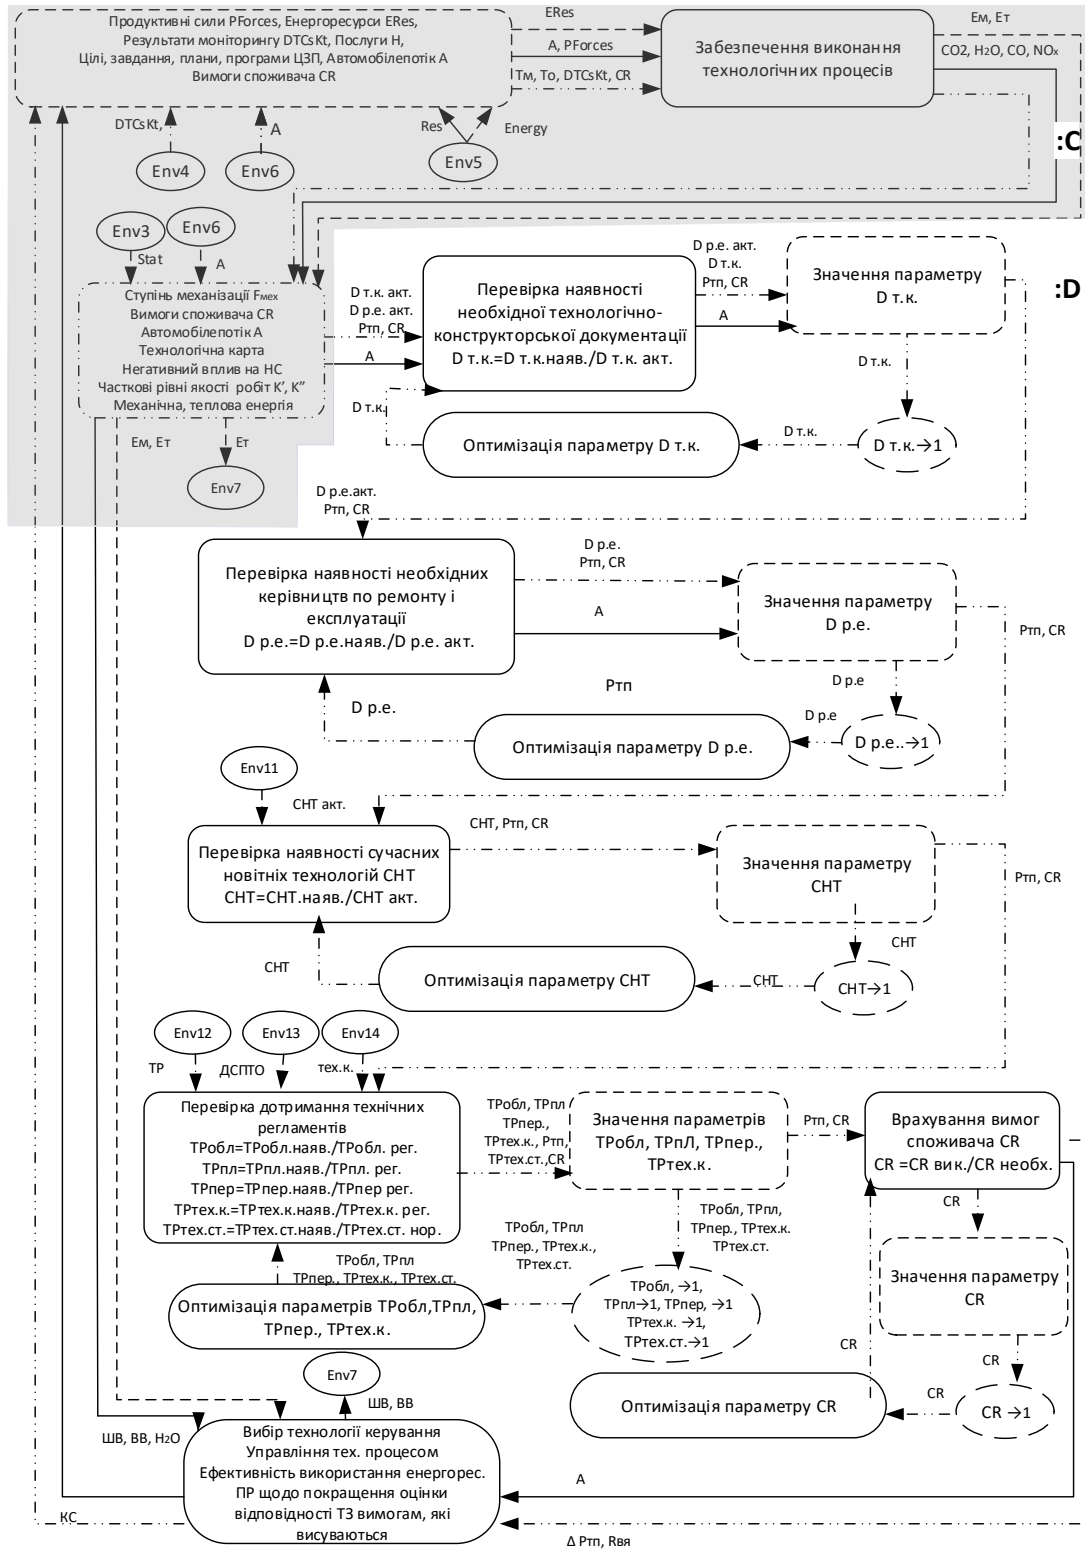 Продуктивні сили PForces, Енергоресурси ERes,
Результати моніторингу DTCsKt, Послуги H,
Цілі, завдання, плани, програми ЦЗП, Автомобілепотік А
Вимоги споживача CR
ERes
A, PForces
Тм, То, DTCsKt, CR
Забезпечення виконання
технологічних процесів
Ем, Ет
CO2, H2O, CO, NOx
:C
DTCsKt,
A
Res
Energy
Env4
Env6
Env5
Env3
Env6
Stat
A
Ступінь механізації Fмех
Вимоги споживача CR
Автомобілепотік А
Технологічна карта
Негативний вплив на НС
Часткові рівні якості робіт K', K"
Механічна, теплова енергія
Ем, Ет
Ет
Env7
D т.к. акт.
D р.е. акт.
Pтп, CR
A
Перевірка наявності
необхідної технологічно-
конструкторської документації
D т.к.=D т.к.наяв./D т.к. акт.
D р.е. акт.
D т.к.
Pтп, CR
A
Значення параметру
D т.к.
:D
D т.к.
D т.к.
Оптимізація параметру D т.к.
D т.к.
D т.к.→1
D р.е.акт.
Pтп, CR
Перевірка наявності необхідних
керівництв по ремонту і
експлуатації
D р.е.=D р.е.наяв./D р.е. акт.
D р.е.
Pтп, CR
A
Значення параметру
D р.е.
Pтп, CR
D р.е.
Pтп
D р.е
D р.е
Оптимізація параметру D р.е.
D р.е..→1
Env11
СНТ акт.
Перевірка наявності сучасних
новітніх технологій СНТ
СНТ=СНТ.наяв./СНТ акт.
СНТ, Pтп, CR
Значення параметру
СНТ
Pтп, CR
СНТ
СНТ
Оптимізація параметру СНТ
СНТ
СНТ→1
Env12
Env13
Env14
ТР
ДСПТО
тех.к.
Перевірка дотримання технічних
регламентів
ТРобл=ТРобл.наяв./ТРобл. рег.
ТРпл=ТРпл.наяв./ТРпл. рег.
ТРпер=ТРпер.наяв./ТРпер рег.
ТРтех.к.=ТРтех.к.наяв./ТРтех.к. рег.
ТРтех.ст.=ТРтех.ст.наяв./ТРтех.ст. нор.
ТРобл, ТРпл
ТРпер.,
ТРтех.к., Pтп,
ТРтех.ст.,CR
Значення параметрів
ТРобл, ТРпЛ, ТРпер.,
ТРтех.к.
Pтп, CR
Врахування вимог
споживача CR
CR =CR вик./CR необх.
CR
ТРобл, ТРпл,
ТРпер., ТРтех.к.
ТРтех.ст.
ТРобл, ТРпл
ТРпер., ТРтех.к.,
ТРтех.ст.
ТРобл, ТРпл
ТРпер., ТРтех.к., ТРтех.ст.
Оптимізація параметрів ТРобл,ТРпл,
ТРпер., ТРтех.к.
ТРобл, →1,
ТРпл→1, ТРпер, →1
ТРтех.к. →1,
ТРтех.ст.→1
Значення параметру
CR
CR
CR
CR
Оптимізація параметру CR
CR →1
Env7
ШВ, ВВ
ШВ, ВВ, H2O
Вибір технології керування
Управління тех. процесом
Ефективність використання енергорес.
ПР щодо покращення оцінки
відповідності ТЗ вимогам, які
висуваються
A
КС
Δ Pтп, Rвя